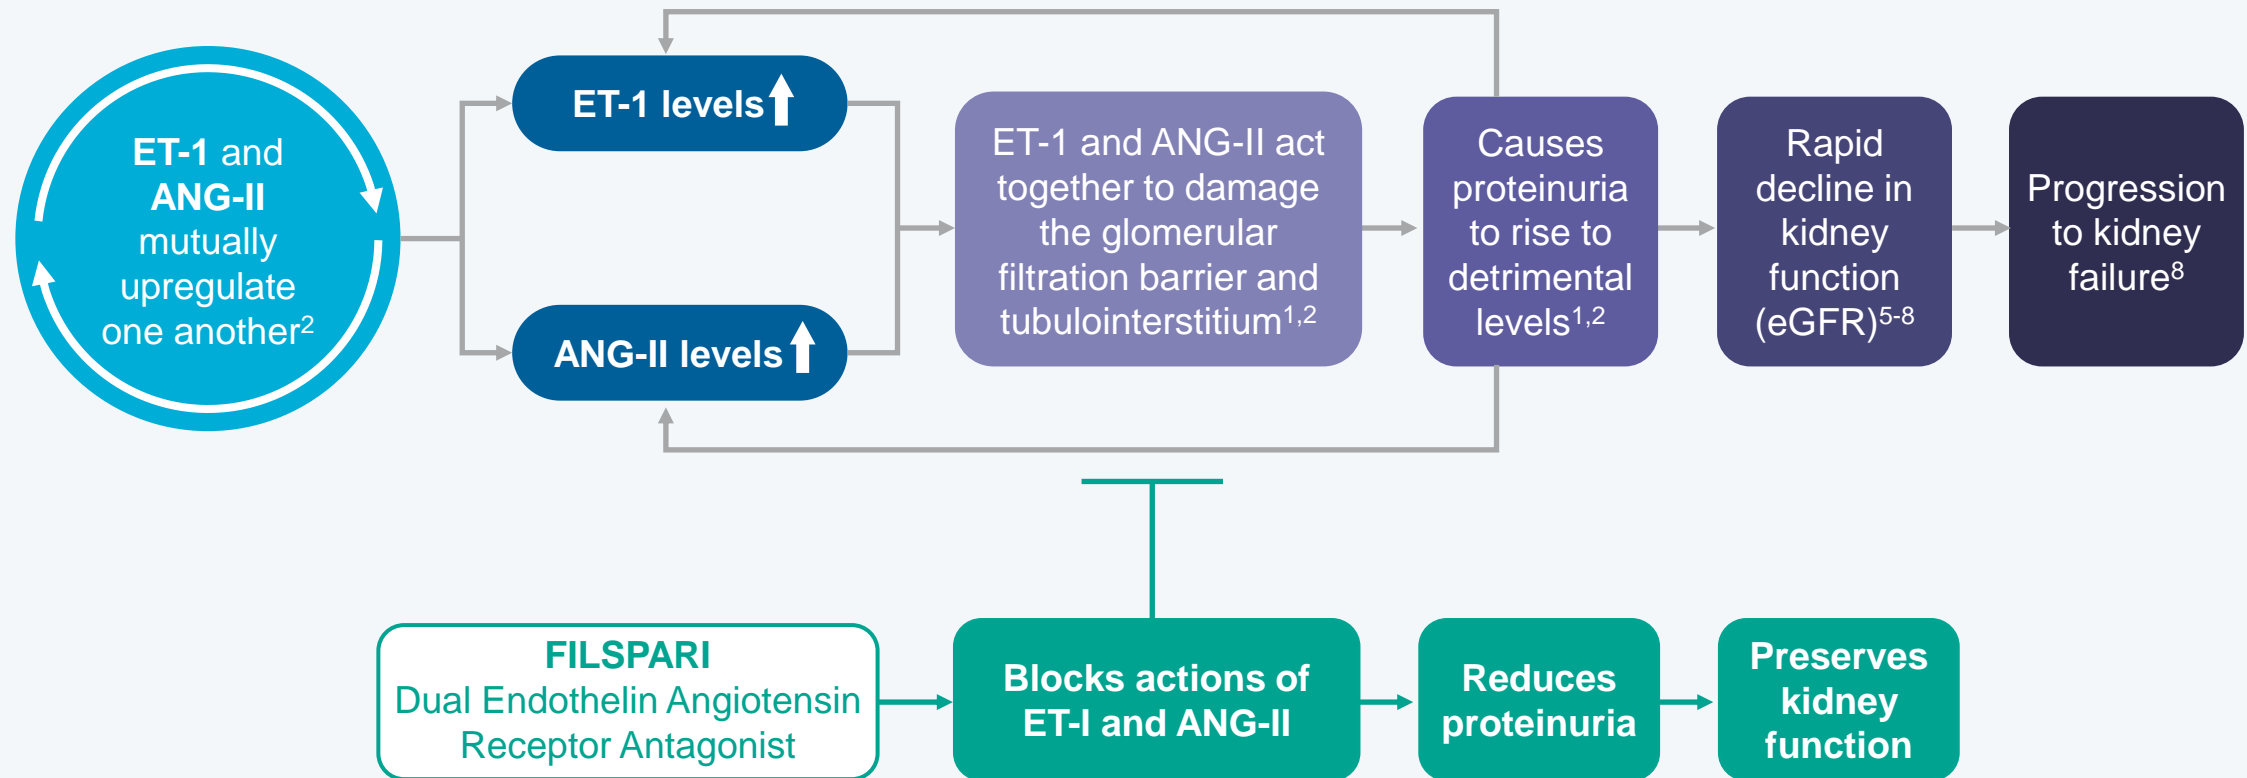 ET-1 and
ANG-II
mutually
upregulate
one another2
ET-1 levels
ANG-II levels
ET-1 and ANG-II act
together to damage
the glomerular
filtration barrier and
tubulointerstitium1,2
Causes
proteinuria
to rise to
detrimental
levels1,2
Rapid
decline in
kidney
function
(eGFR)5-8
Progression
to kidney
failure8
FILSPARI
Dual Endothelin Angiotensin
Receptor Antagonist
Blocks actions of
ET-I and ANG-II
Reduces
proteinuria
Preserves
kidney
function